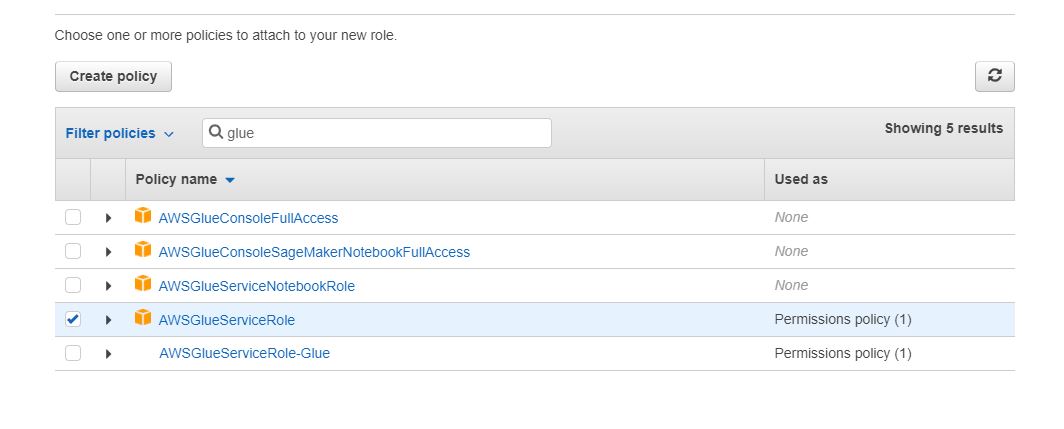 Choose one or more policies to attach to your new role.
Create policy
Filter policies glue Showing 5 results
Policy name Used as
AWSGlueConsoleFullAccess None
AWSGlueConsoleSageMakerNotebookFullAccess None
AWSGlueServiceNotebookRole None
AWSGlueServiceRole Permissions policy (1)
AWSGlueServiceRole-Glue Permissions policy (1)